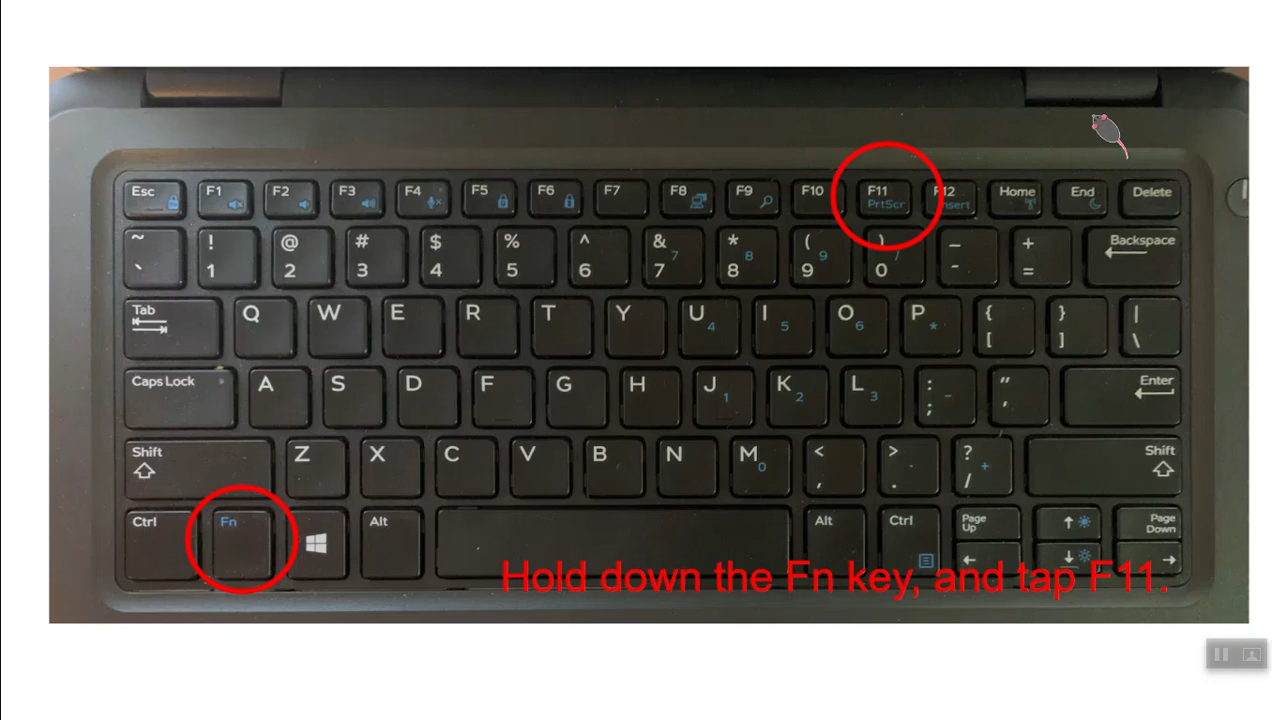 Esc F1 F2 F3 F4 F5 F6 F7 F8 F9 F10 F11 F12 Home End Delete
PrtScr Insert
~ ! @ # $ % ^ & * ( ) _ + Backspace
` 1 2 3 4 5 6 7 7 8 8 9 9 0 / - =
Tab Q W E R T Y U 4 I 5 O 6 P * { [ } ] | \
Caps Lock A S D F G H J 1 K 2 L 3 : ; - " ' Enter
Shift Z X C V B N M 0 < , > . . ? / + Shift
Ctrl Fn Alt Alt Ctrl Page Up Page Down
Hold down the Fn key, and tap F11.